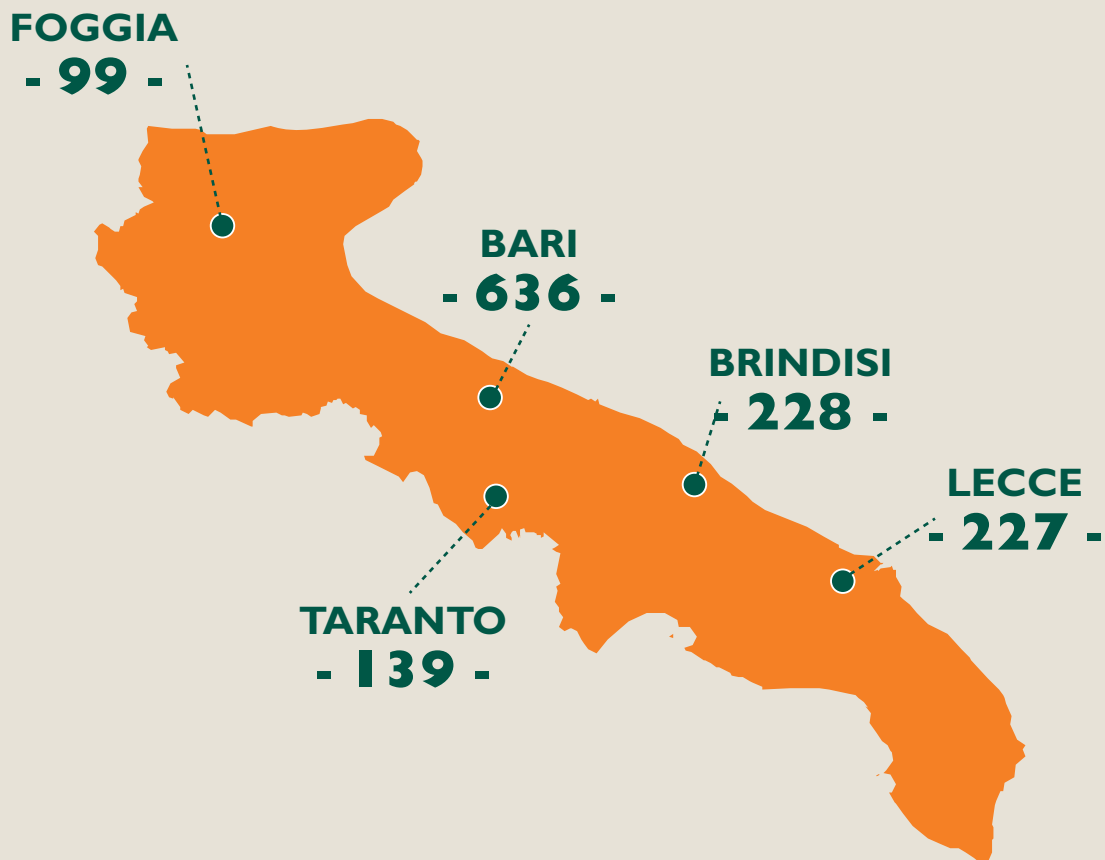 FOGGIA
- 99 -
BARI
- 636 -
BRINDISI
- 228 -
LECCE
- 227 -
TARANTO
- 139 -